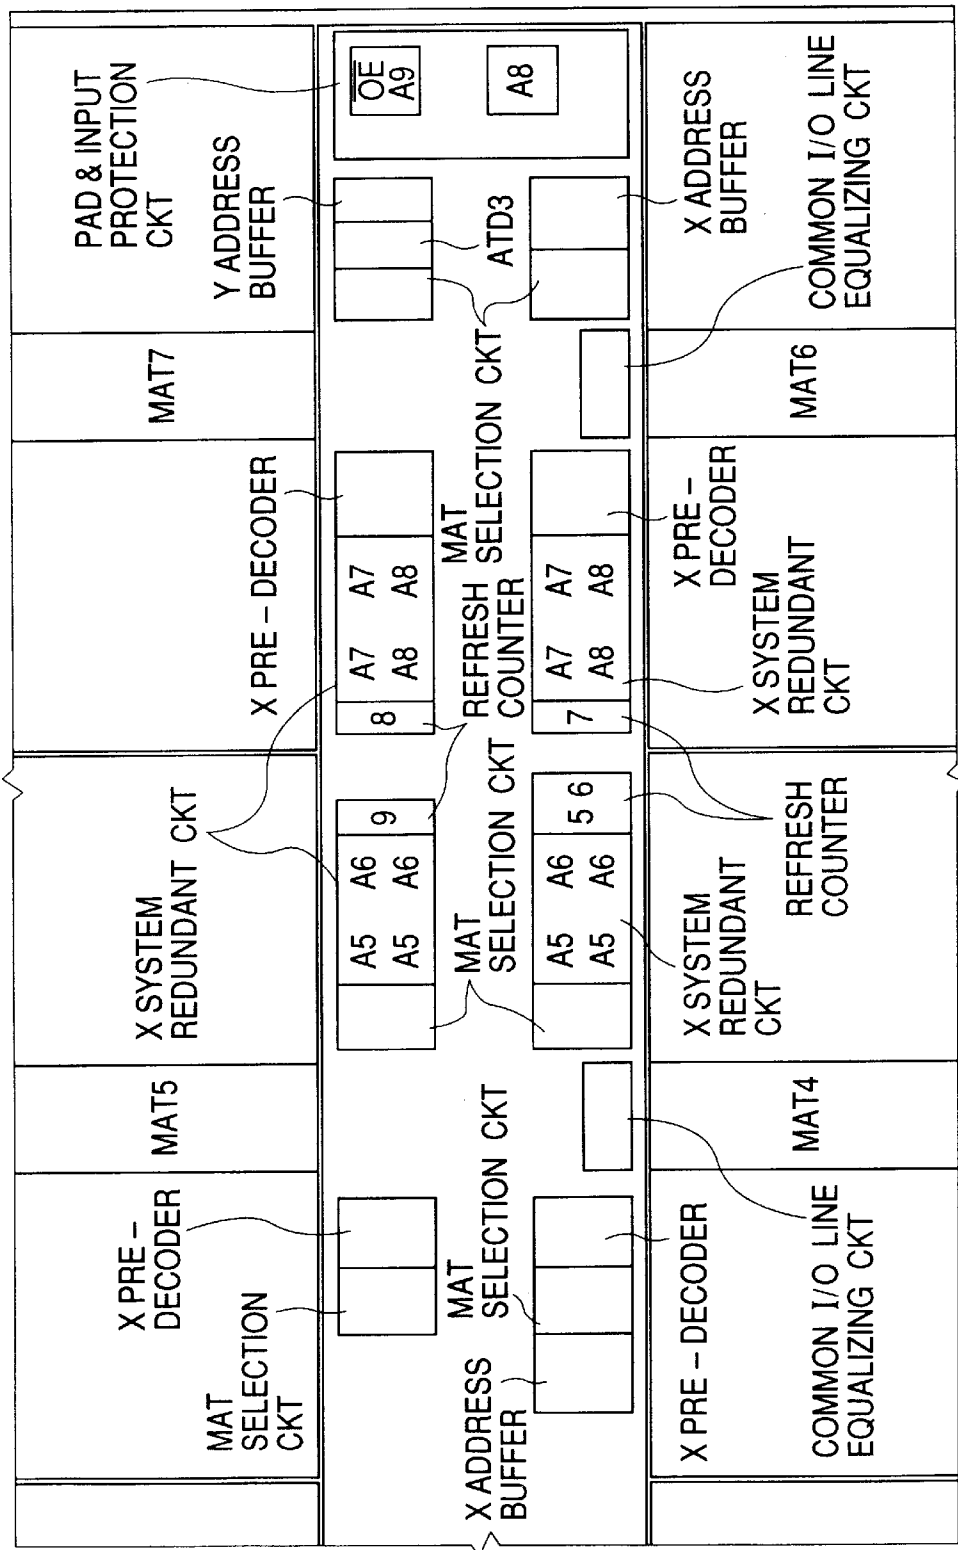 MAT
SELECTION
CKT
X PRE –
DECODER
MAT5
X SYSTEM
REDUNDANT CKT
X PRE – DECODER
MAT7
Y ADDRESS
BUFFER
PAD & INPUT
PROTECTION
CKT
A5 A6
A5 A6
9
8
A7 A7
A8 A8
OE
A9
X ADDRESS
BUFFER
MAT
SELECTION CKT
MAT
SELECTION CKT
REFRESH
COUNTER
MAT
SELECTION CKT
ATD3
A8
A5 A6
A5 A6
5 6
7
A7 A7
A8 A8
X PRE – DECODER
COMMON I/O LINE
EQUALIZING CKT
MAT4
X SYSTEM
REDUNDANT
CKT
REFRESH
COUNTER
X SYSTEM
REDUNDANT
CKT
X PRE –
DECODER
MAT6
X ADDRESS
BUFFER
COMMON I/O LINE
EQUALIZING CKT